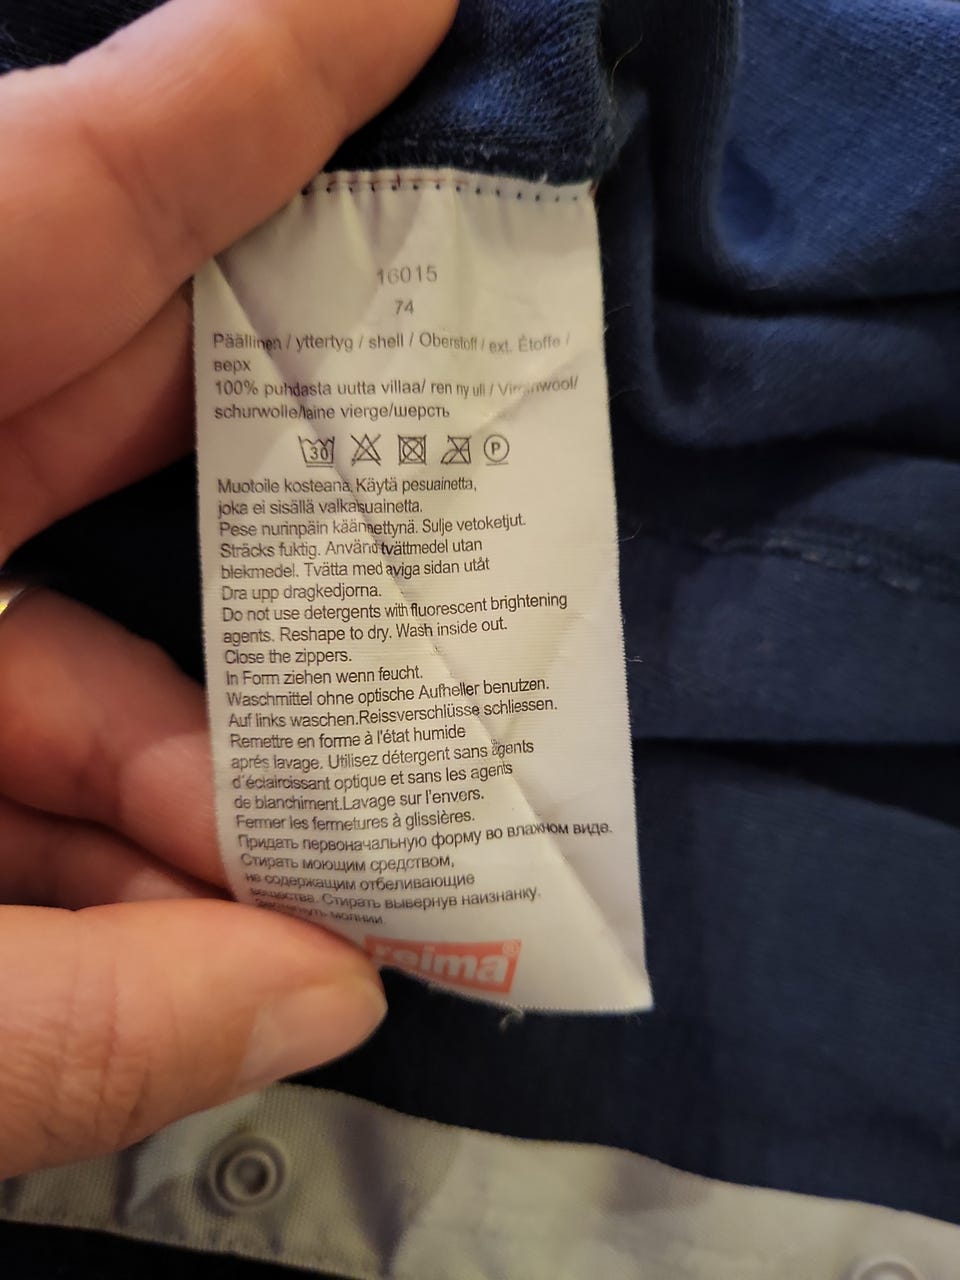 16015
74
Päällinen / yttertyg / shell / Oberstoff / ext. Étoffe /
верх
100% puhdasta uutta villaa/ ren ny ull /
schurwolle/laine vierge/шерсть
30 P
Muotoile kosteana. Käytä pesuainetta,
joka ei sisällä valkaisuainetta.
Pese nurinpäin käännettynä. Sulje vetoketjut.
Sträcks fuktig. Använd tvättmedel utan
blekmedel. Tvätta med aviga sidan utåt
Dra upp dragkedjorna.
Do not use detergents with fluorescent brightening
agents. Reshape to dry. Wash inside out.
Close the zippers.
In Form ziehen wenn feucht.
Waschmittel ohne optische Aufheller benutzen.
Auf links waschen.Reissverschlüsse schliessen.
Remettre en forme à l'état humide
aprés lavage. Utilisez détergent sans agents
d´éclaircissant optique et sans les agents
de blanchiment.Lavage sur l'envers.
Fermer les fermetures à glissières.
Придать первоначальную форму во влажном виде.
Стирать моющим средством,
не содержащим отбеливающие
вещества. Стирать вывернув наизнанку.
молнии.
reima®